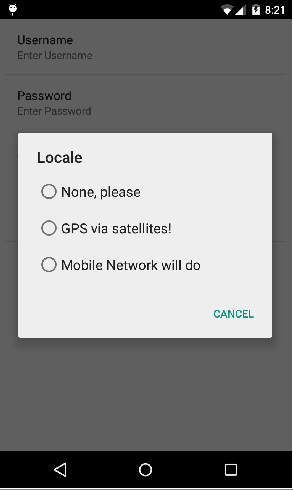 8:21
Username
Enter Username
Password
Enter Password
Locale
None, please
GPS via satellites!
Mobile Network will do
CANCEL